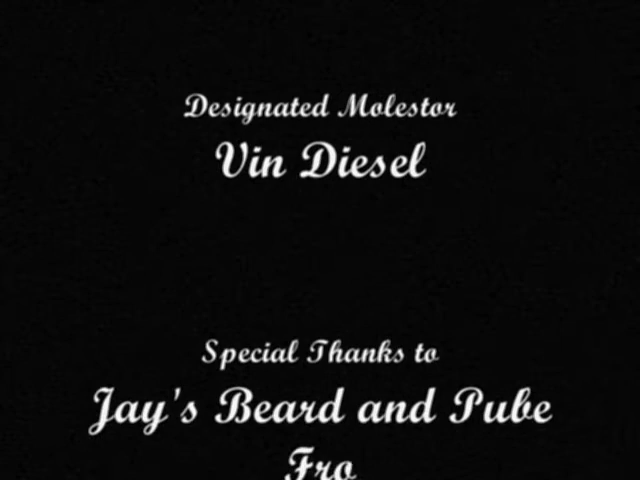 Designated Molestor
Vin Diesel
Special Thanks to
Jay's Beard and Pube
Fro